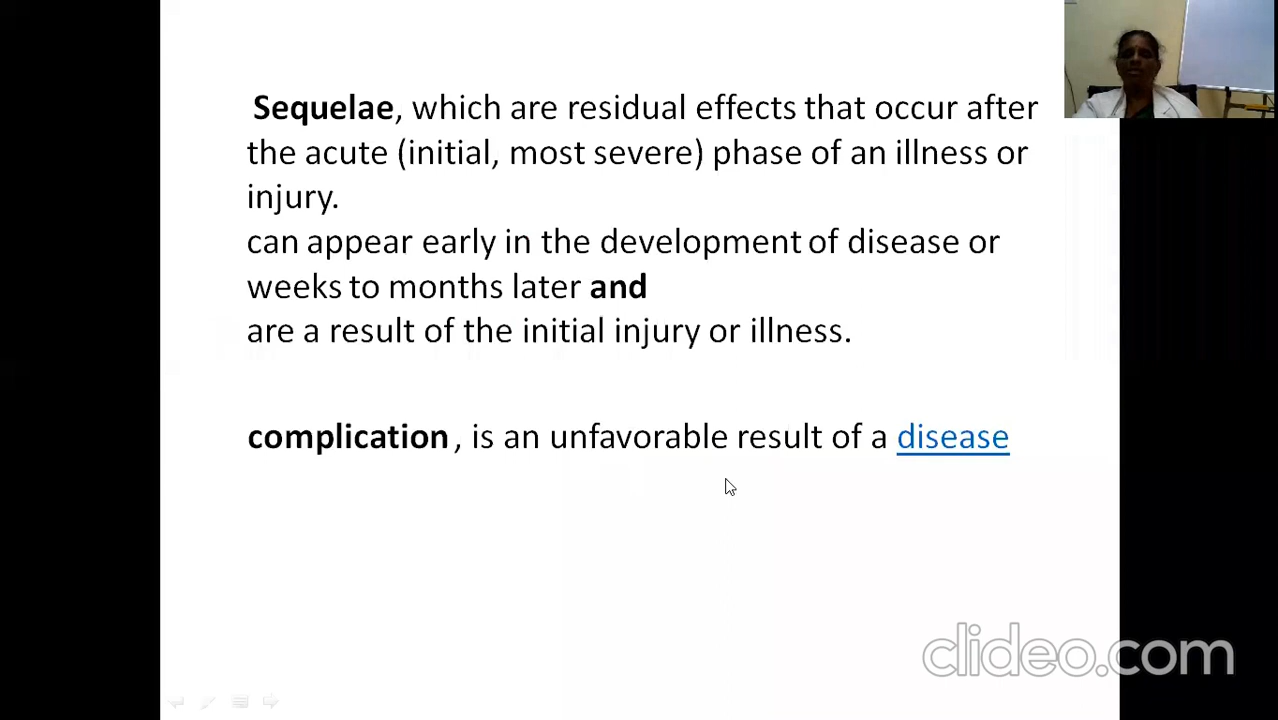 Sequelae, which are residual effects that occur after
the acute (initial, most severe) phase of an illness or
injury.
can appear early in the development of disease or
weeks to months later and
are a result of the initial injury or illness.
complication , is an unfavorable result of a disease
clideo.com